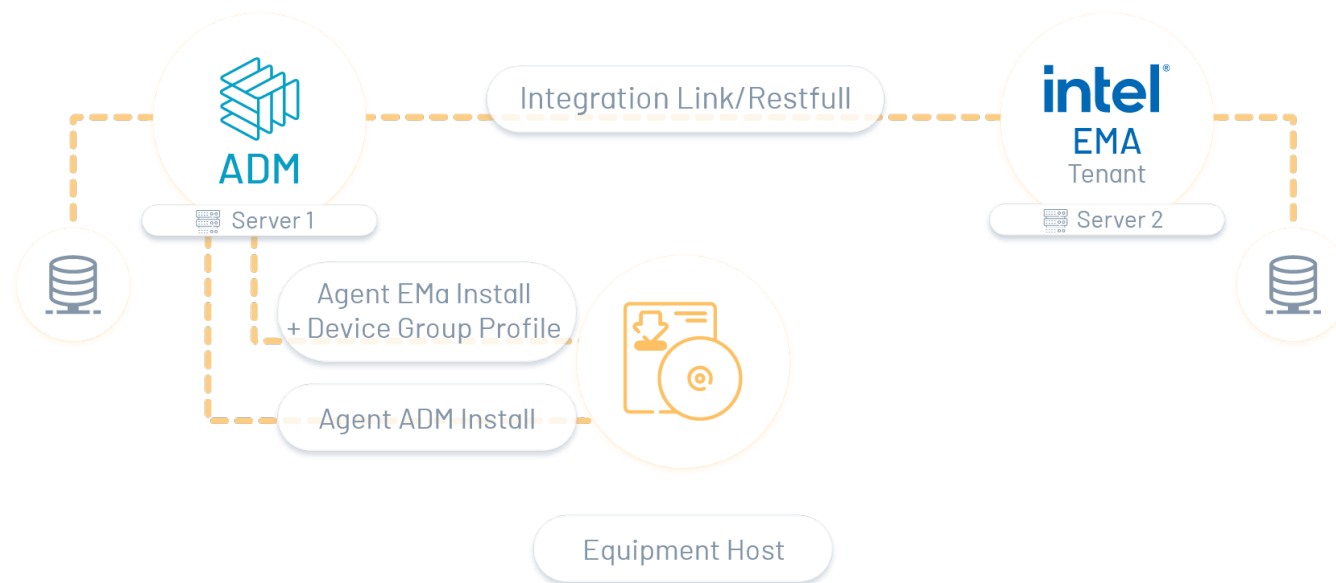 Integration Link/Restfull
ADM
Server 1
intel®
EMA
Tenant
Server 2
Agent EMa Install
+ Device Group Profile
Agent ADM Install
Equipment Host